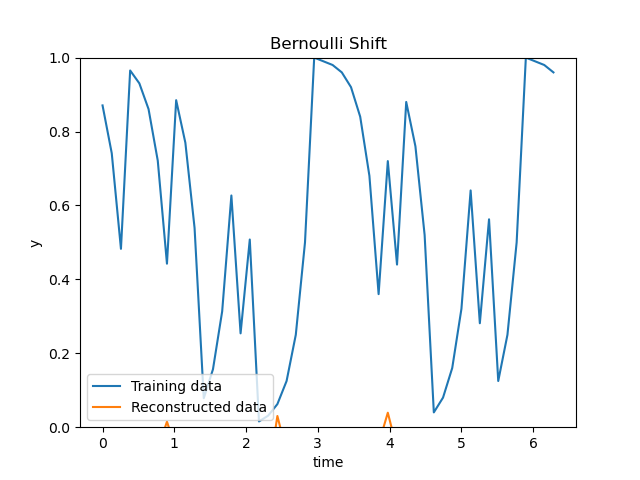 Bernoulli Shift
y
1.0
0.8
0.6
0.4
0.2
0.0
Training data
Reconstructed data
0 1 2 3 4 5 6
time